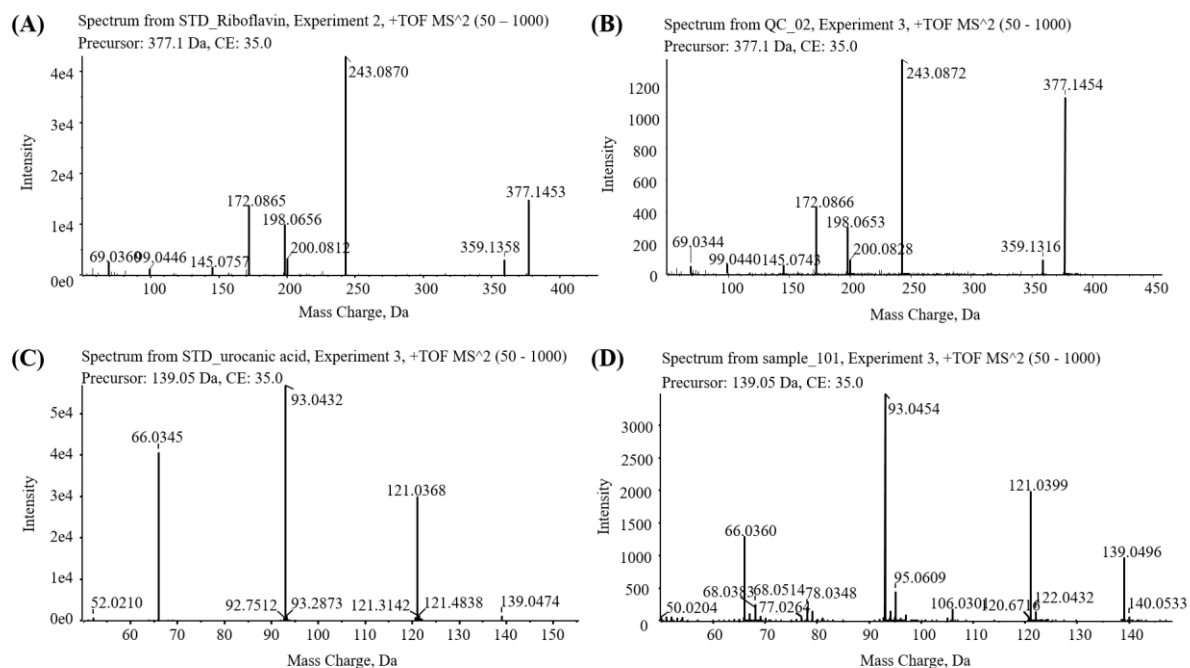 (A)
Spectrum from STD_Riboflavin, Experiment 2, +TOF MS^2 (50 – 1000)
Precursor: 377.1 Da, CE: 35.0
4e4
3e4
2e4
1e4
0e0
Intensity
69.0360
99.0446
145.0757
172.0865
198.0656
200.0812
243.0870
359.1358
377.1453
100
150
200
250
300
350
400
Mass Charge, Da
(B)
Spectrum from QC_02, Experiment 3, +TOF MS^2 (50 - 1000)
Precursor: 377.1 Da, CE: 35.0
1200
1000
800
600
400
200
0
Intensity
69.0344
99.0440
145.0743
172.0866
198.0653
200.0828
243.0872
359.1316
377.1454
100
150
200
250
300
350
400
450
Mass Charge, Da
(C)
Spectrum from STD_urocanic acid, Experiment 3, +TOF MS^2 (50 - 1000)
Precursor: 139.05 Da, CE: 35.0
5e4
4e4
3e4
2e4
1e4
0e0
Intensity
52.0210
66.0345
92.7512
93.0432
93.2873
121.0368
121.3142
121.4838
139.0474
60
70
80
90
100
110
120
130
140
150
Mass Charge, Da
(D)
Spectrum from sample_101, Experiment 3, +TOF MS^2 (50 - 1000)
Precursor: 139.05 Da, CE: 35.0
3000
2500
2000
1500
1000
500
0
Intensity
50.0204
66.0360
68.0383
68.0514
77.0264
78.0348
93.0454
95.0609
106.0301
120.6716
121.0399
122.0432
139.0496
140.0533
60
70
80
90
100
110
120
130
140
Mass Charge, Da